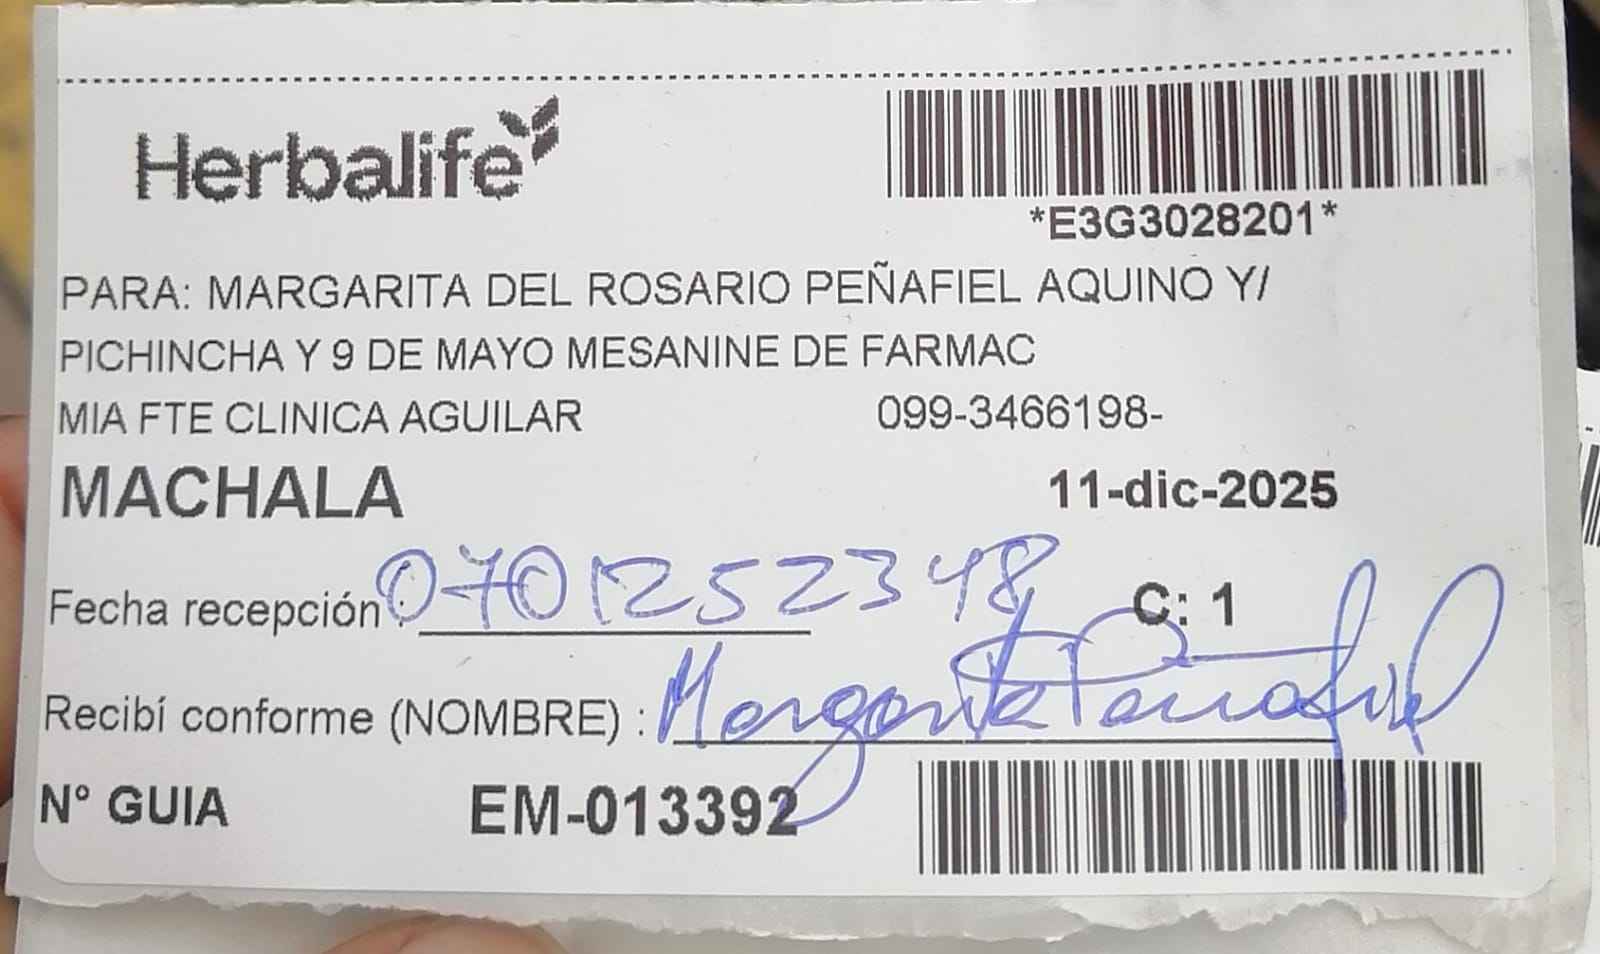 Herbalife
*E3G3028201*
PARA: MARGARITA DEL ROSARIO PEÑAFIEL AQUINO Y/
PICHINCHA Y 9 DE MAYO MESANINE DE FARMAC
MIA FTE CLINICA AGUILAR 099-3466198-
MACHALA 11-dic-2025
Fecha recepción : 0701252348 C: 1
Recibí conforme (NOMBRE) : Margarita Peñafiel
N° GUIA EM-013392